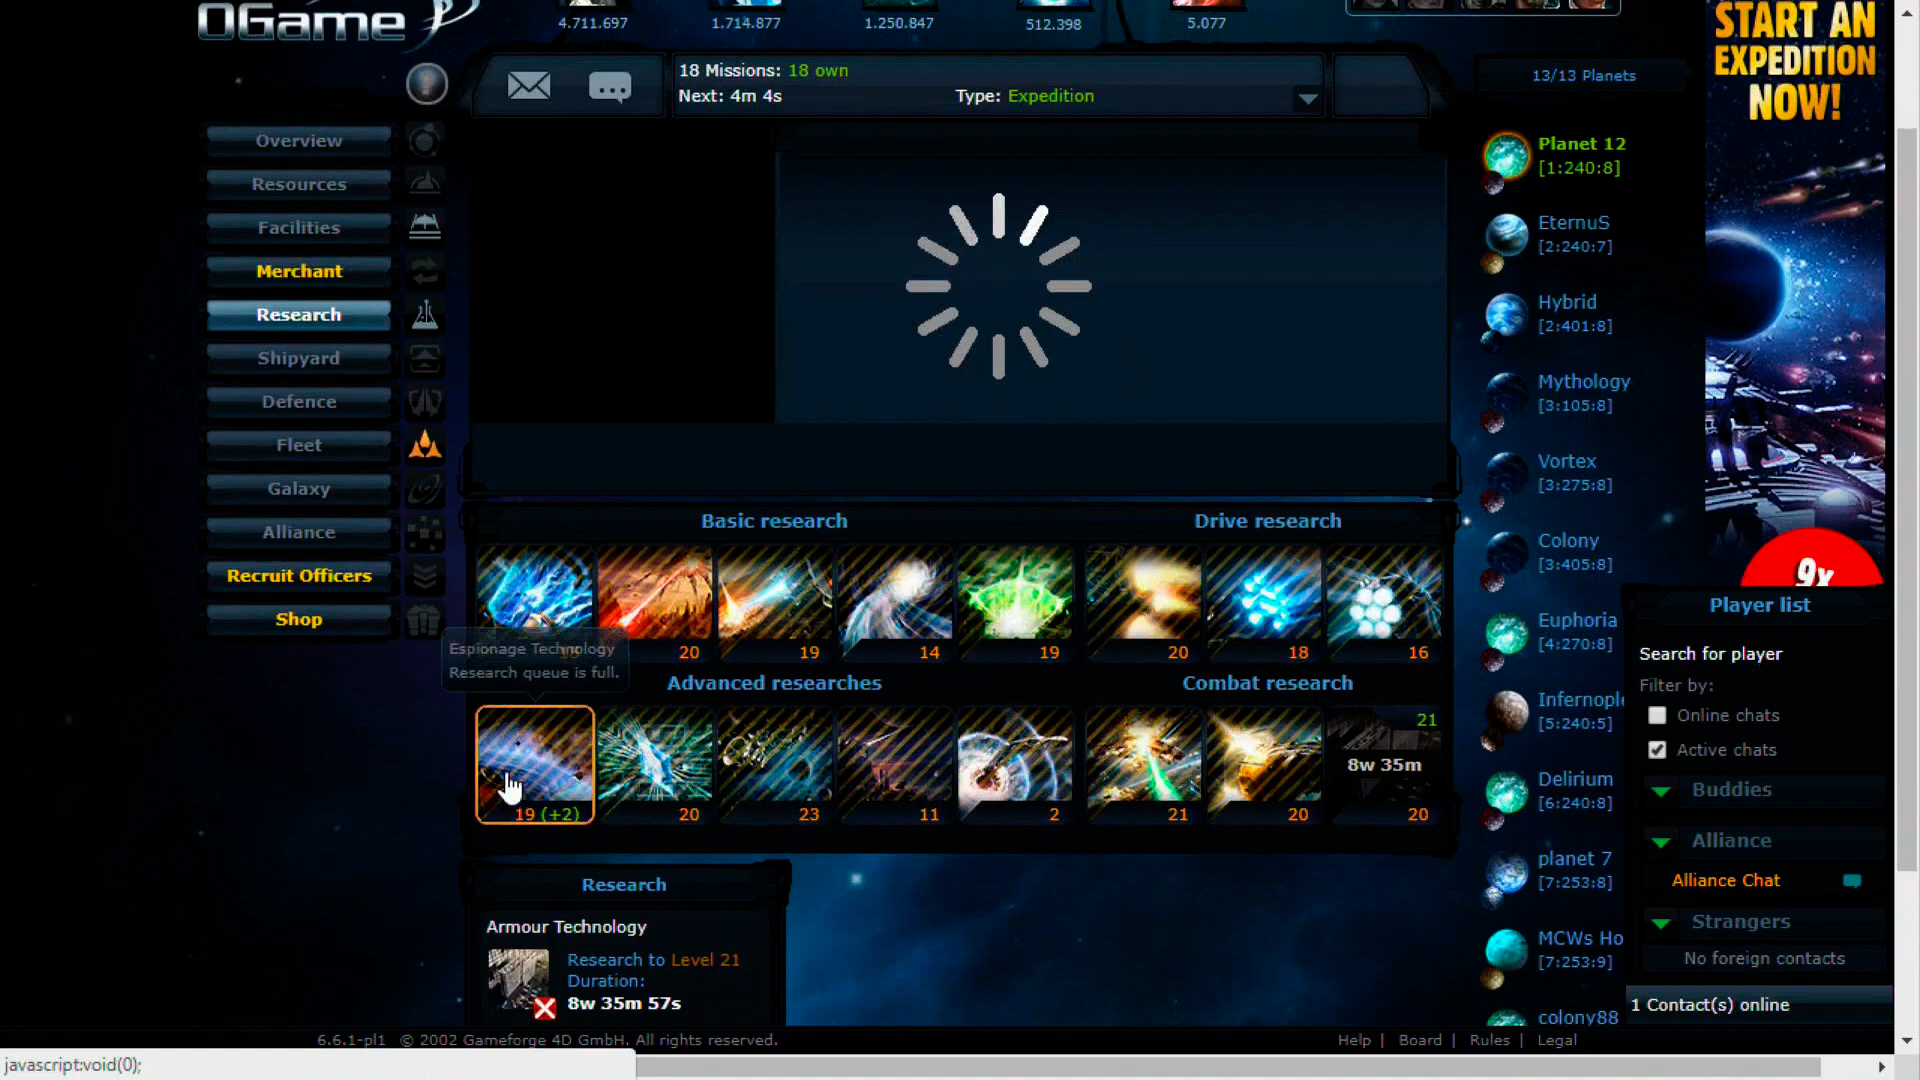 OGame
4.711.697
1.714.877
1.250.847
512.398
5.077
START AN
EXPEDITION
NOW!
9x
18 Missions: 18 own
Next: 4m 4s
Type: Expedition
13/13 Planets
Overview
Resources
Facilities
Merchant
Research
Shipyard
Defence
Fleet
Galaxy
Alliance
Recruit Officers
Shop
Planet 12
[1:240:8]
EternuS
[2:240:7]
Hybrid
[2:401:8]
Mythology
[3:105:8]
Vortex
[3:275:8]
Colony
[3:405:8]
Euphoria
[4:270:8]
Infernople
[5:240:5]
Delirium
[6:240:8]
planet 7
[7:253:8]
MCWs Ho
[7:253:9]
colony88
Basic research
Drive research
20
19
14
19
20
18
16
Espionage Technology
Research queue is full.
Advanced researches
Combat research
21
8w 35m
19 (+2)
20
23
11
2
21
20
20
Research
Armour Technology
Research to Level 21
Duration:
8w 35m 57s
Player list
Search for player
Filter by:
Online chats
Active chats
Buddies
Alliance
Alliance Chat
Strangers
No foreign contacts
1 Contact(s) online
6.6.1-pl1 © 2002 Gameforge 4D GmbH. All rights reserved.
Help | Board | Rules | Legal
javascript:void(0);